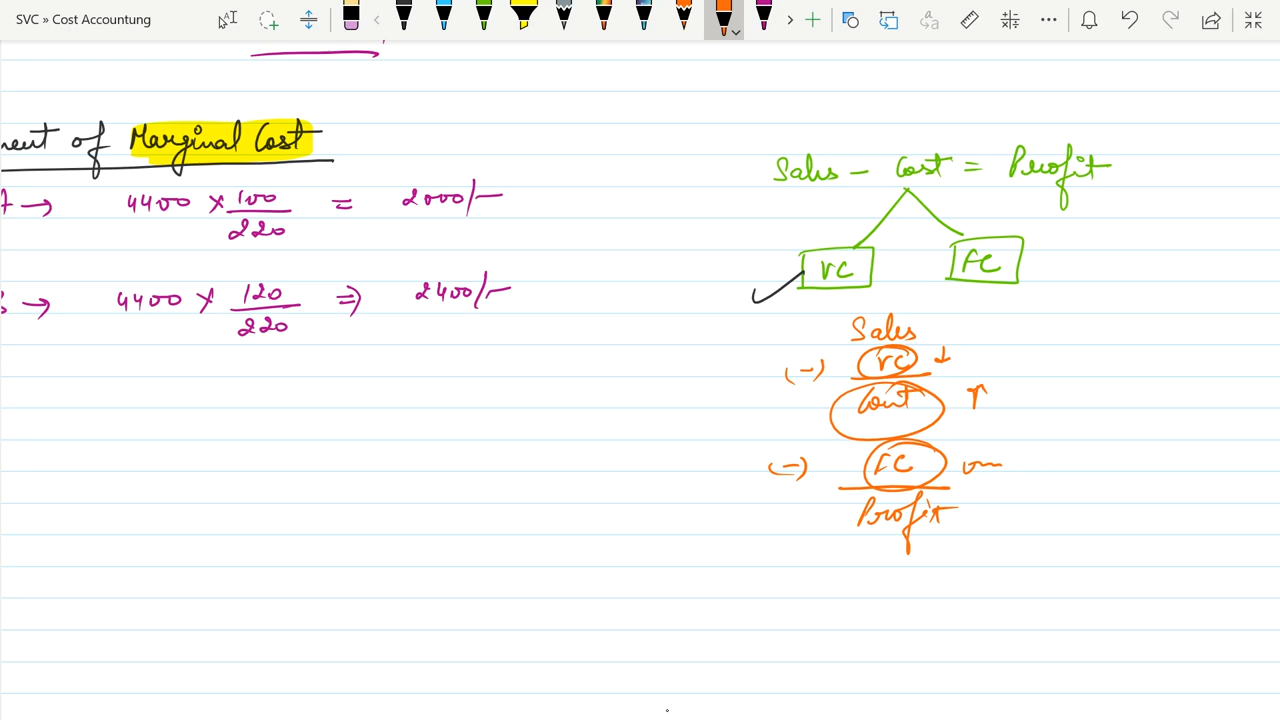 SVC » Cost Accountung
ment of Marginal Cost
→ 4400 × 100/220 = 2000/-
→ 4400 × 120/220 ⇒ 2400/-
Sales – Cost = Profit
VC FC
Sales
(-) VC ↓
Cont ↑
(-) FC
Profit